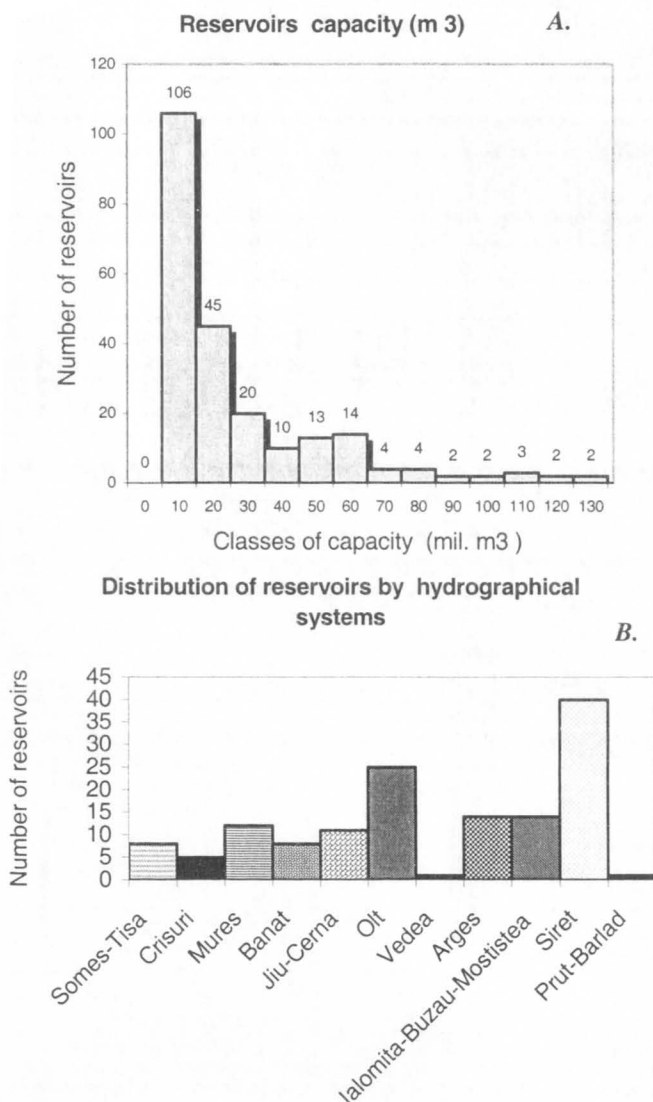 Reservoirs capacity (m 3) A.
120
100
80
60
40
20
0
Number of reservoirs
0 106 45 20 10 13 14 4 4 2 2 3 2 2
0 10 20 30 40 50 60 70 80 90 100 110 120 130
Classes of capacity (mil. m3 )
Distribution of reservoirs by hydrographical
systems
B.
45
40
35
30
25
20
15
10
5
0
Number of reservoirs
Somes-Tisa
Crisuri
Mures
Banat
Jiu-Cerna
Olt
Vedea
Arges
Ialomita-Buzau-Mostistea
Siret
Prut-Barlad